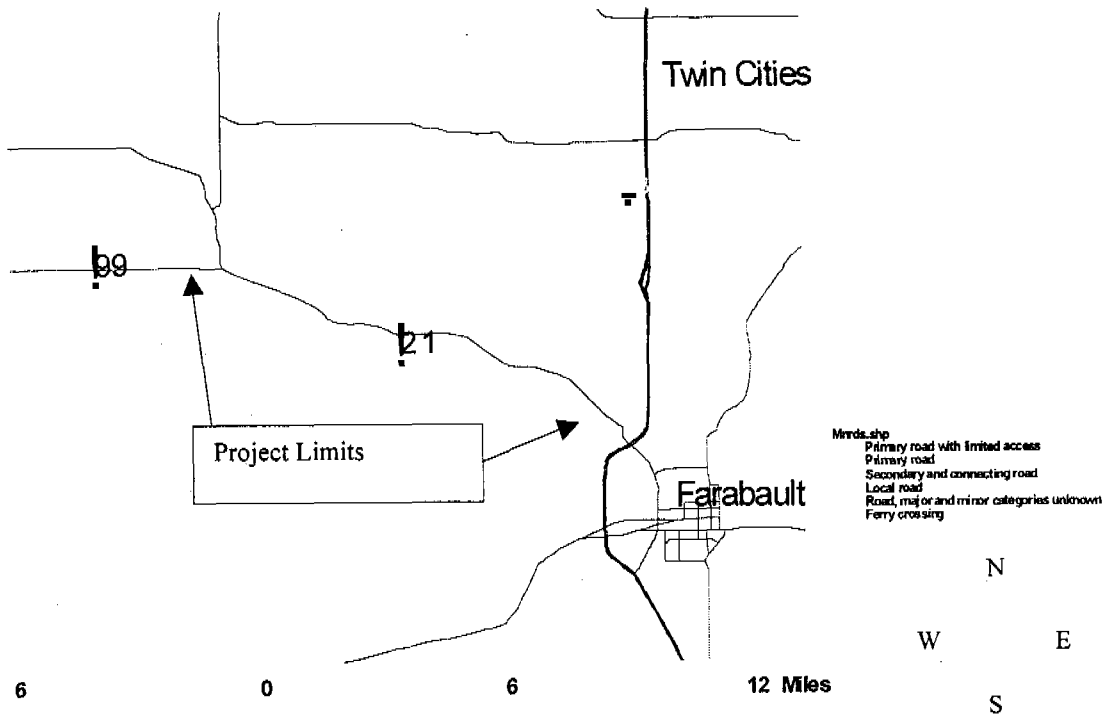 Twin Cities
99
21
Project Limits
Farabault
Mnrds.shp
Primary road with limited access
Primary road
Secondary and connecting road
Local road
Road, major and minor categories unknown
Ferry crossing
N
W E
S
6 0 6 12 Miles